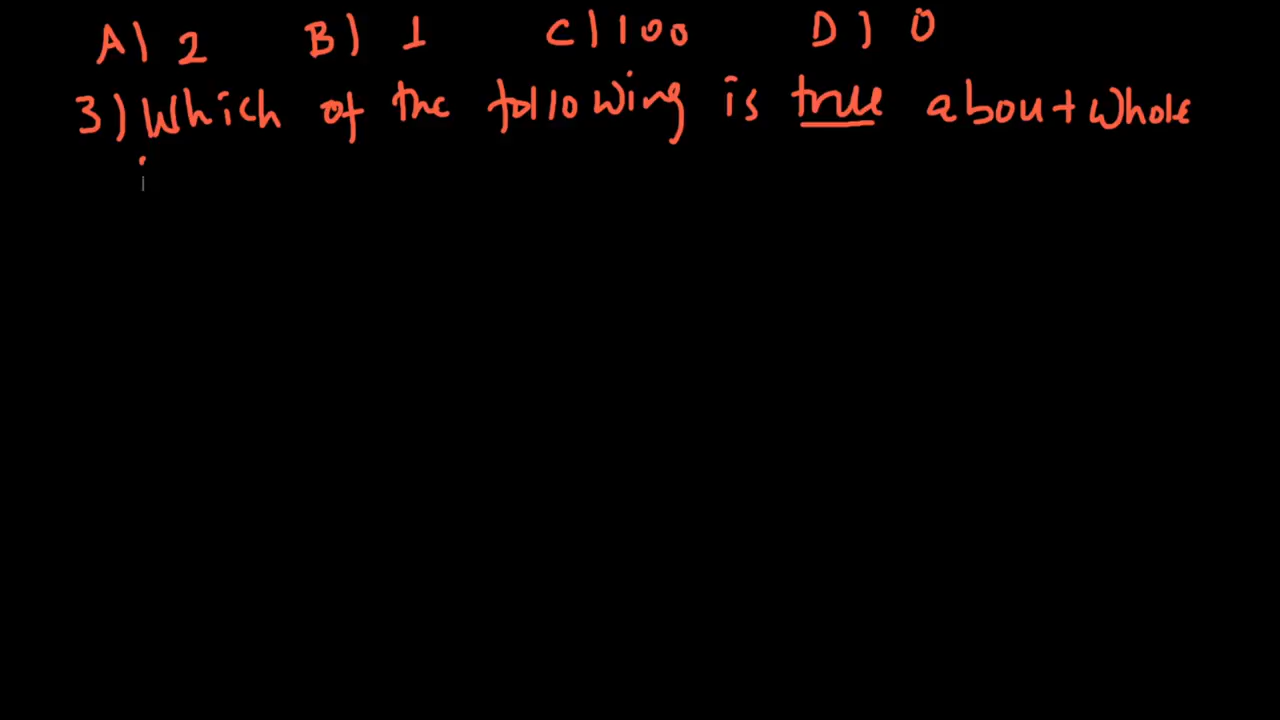 A) 2 B) 1 C) 100 D) 0
3) Which of the following is true about whole